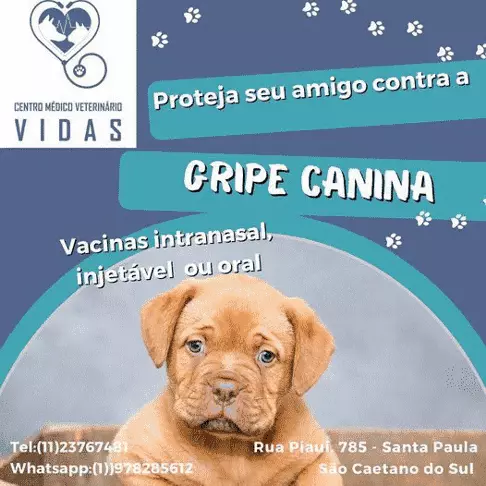 CENTRO MÉDICO VETERINÁRIO
VIDAS
Proteja seu amigo contra a
GRIPE CANINA
Vacinas intranasal,
injetável ou oral
Tel:(11)23767481
Whatsapp:(1))978285612
Rua Piauí, 785 - Santa Paula
São Caetano do Sul